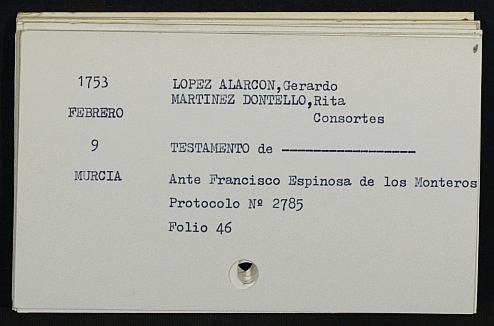 1753
LOPEZ ALARCON,Gerardo
MARTINEZ DONTELLO,Rita
FEBRERO
Consortes
9
TESTAMENTO de -----------------
MURCIA
Ante Francisco Espinosa de los Monteros
Protocolo Nº 2785
Folio 46